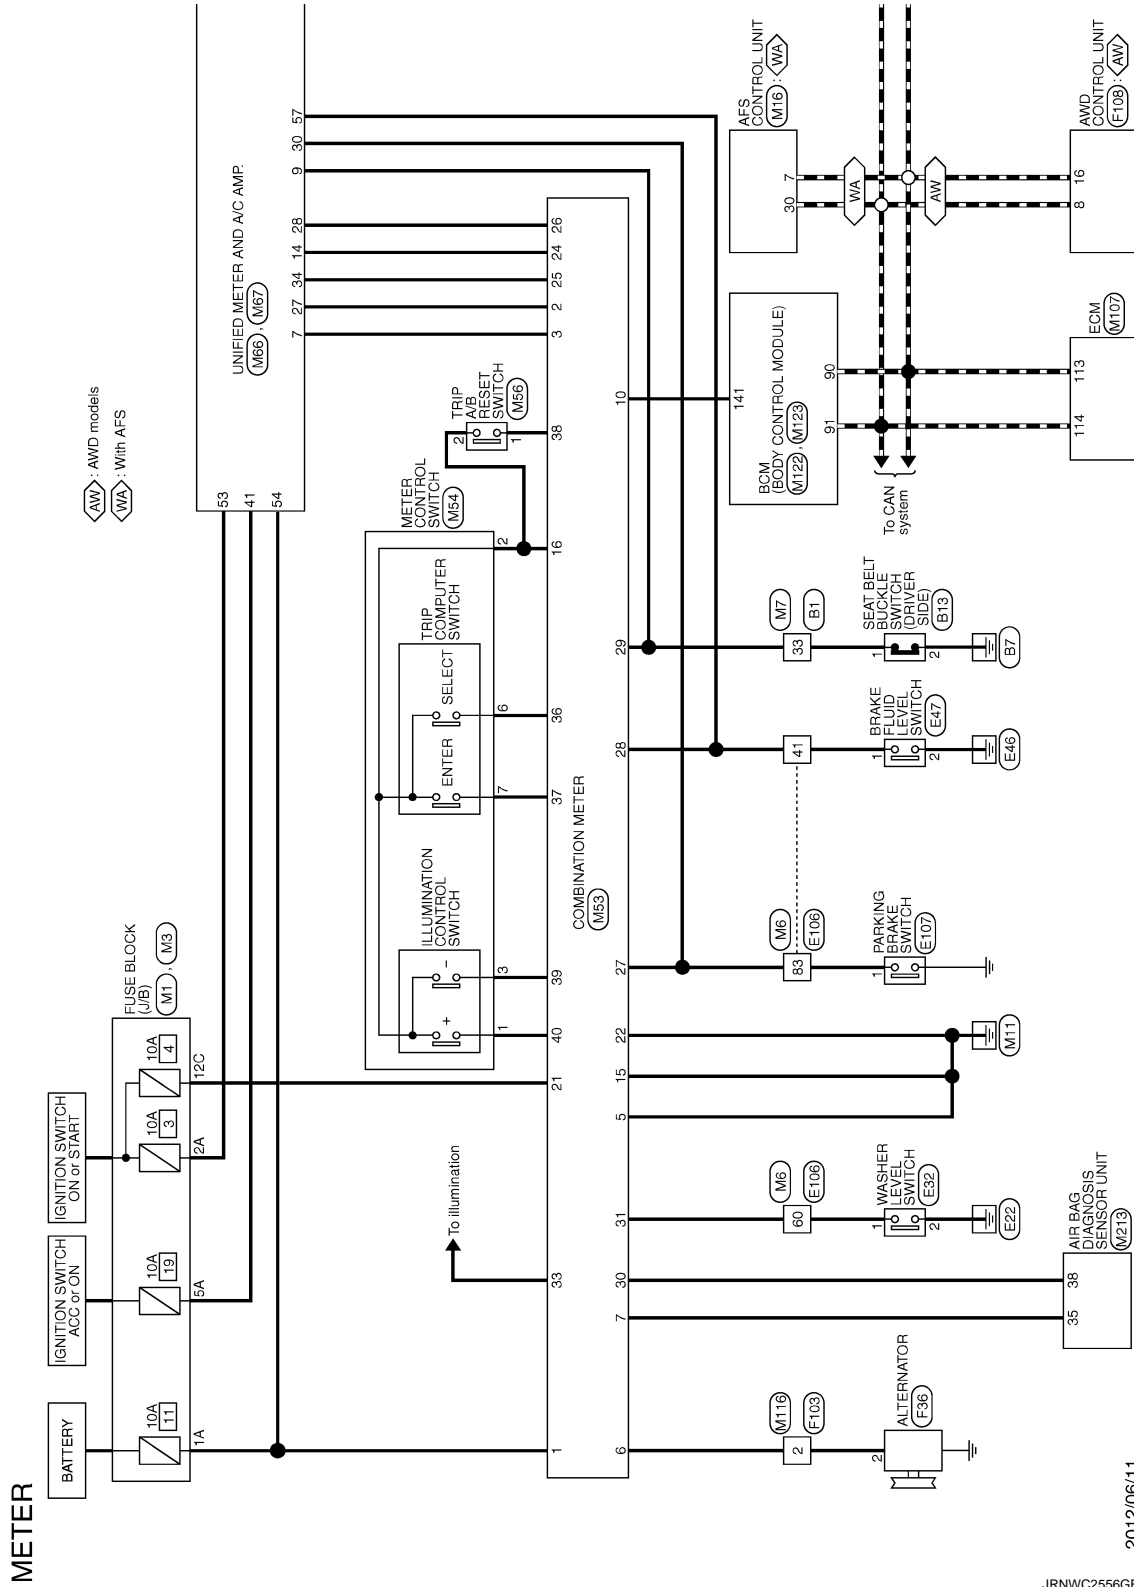 METER
AW : AWD models
WA : With AFS
BATTERY
IGNITION SWITCH
ACC or ON
IGNITION SWITCH
ON or START
FUSE BLOCK
(J/B)
M1 , M3
10A
11
10A
19
10A
3
10A
4
1A
5A
2A
12C
53
41
54
UNIFIED METER AND A/C AMP.
M66 , M67
7
27
34
14
28
9
30
57
To illumination
METER
CONTROL
SWITCH
M54
ILLUMINATION
CONTROL
SWITCH
+
−
TRIP
COMPUTER
SWITCH
ENTER
SELECT
1
3
7
6
2
TRIP
A/B
RESET
SWITCH
M56
2
1
1
33
21
40
39
37
36
16
38
3
2
25
24
26
COMBINATION METER
M53
6
7
30
31
5
15
22
27
28
29
10
M116
F103
2
ALTERNATOR
F36
2
AIR BAG
DIAGNOSIS
SENSOR UNIT
M213
35
38
M6
E106
60
WASHER
LEVEL
SWITCH
E32
1
2
E22
M11
M6
E106
83
PARKING
BRAKE
SWITCH
E107
1
41
BRAKE
FLUID
LEVEL
SWITCH
E47
1
2
E46
M7
B1
33
SEAT BELT
BUCKLE
SWITCH
(DRIVER
SIDE)
B13
1
2
B7
BCM
(BODY CONTROL MODULE)
M122 , M123
141
91
90
To CAN
system
ECM
M107
114
113
AFS
CONTROL UNIT
M16 : WA
30
7
WA
AW
AWD
CONTROL UNIT
F108 : AW
8
16
2012/06/11
JRNWC2556GB